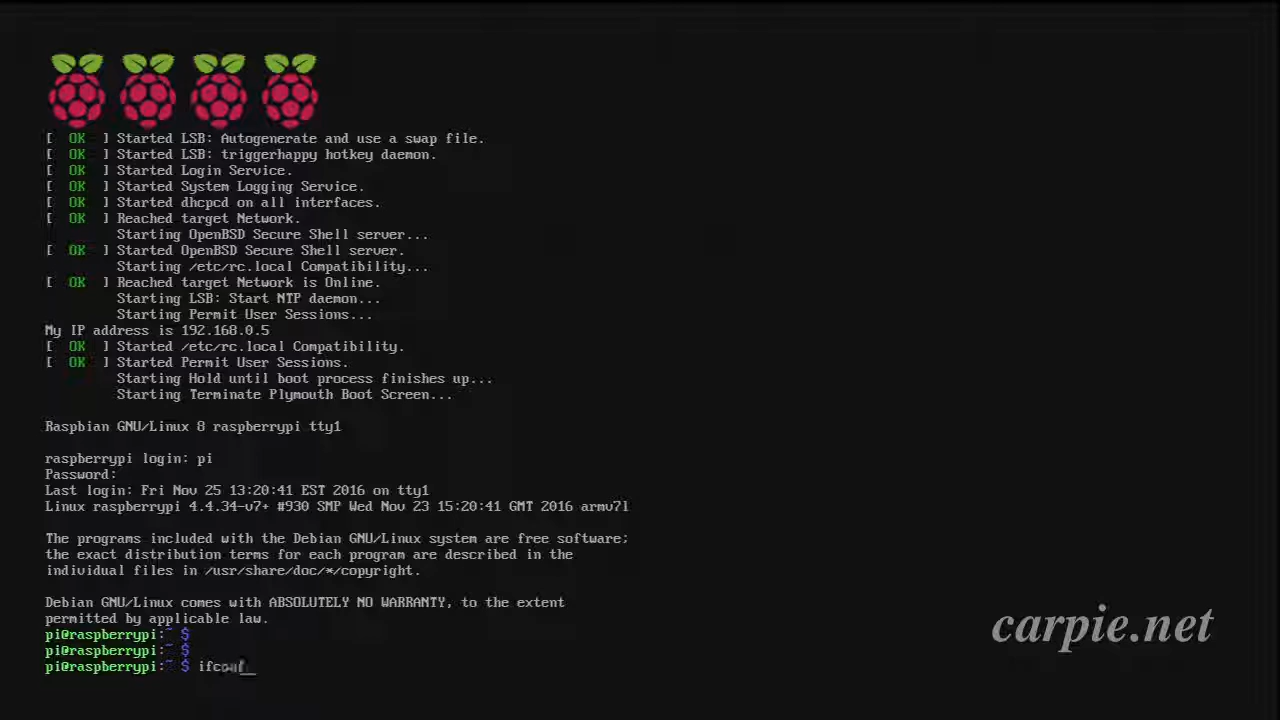 [ OK ] Started LSB: Autogenerate and use a swap file.
[ OK ] Started LSB: triggerhappy hotkey daemon.
[ OK ] Started Login Service.
[ OK ] Started System Logging Service.
[ OK ] Started dhcpcd on all interfaces.
[ OK ] Reached target Network.
Starting OpenBSD Secure Shell server...
[ OK ] Started OpenBSD Secure Shell server.
Starting /etc/rc.local Compatibility...
[ OK ] Reached target Network is Online.
Starting LSB: Start NTP daemon...
Starting Permit User Sessions...
My IP address is 192.168.0.5
[ OK ] Started /etc/rc.local Compatibility.
[ OK ] Started Permit User Sessions.
Starting Hold until boot process finishes up...
Starting Terminate Plymouth Boot Screen...
Raspbian GNU/Linux 8 raspberrypi tty1
raspberrypi login: pi
Password:
Last login: Fri Nov 25 13:20:41 EST 2016 on tty1
Linux raspberrypi 4.4.34-v7+ #930 SMP Wed Nov 23 15:20:41 GMT 2016 armv7l
The programs included with the Debian GNU/Linux system are free software;
the exact distribution terms for each program are described in the
individual files in /usr/share/doc/*/copyright.
Debian GNU/Linux comes with ABSOLUTELY NO WARRANTY, to the extent
permitted by applicable law.
pi@raspberrypi:~ $
pi@raspberrypi:~ $
pi@raspberrypi:~ $ ifconf_
carpie.net